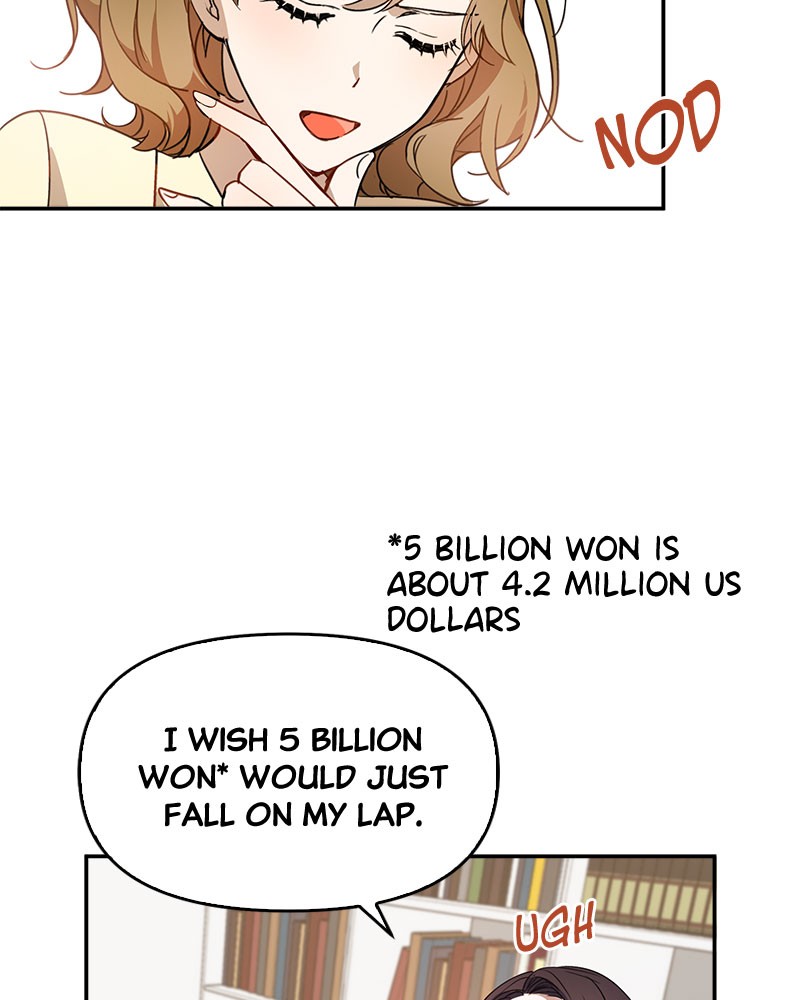 NOD
*5 BILLION WON IS
ABOUT 4.2 MILLION US
DOLLARS
I WISH 5 BILLION
WON* WOULD JUST
FALL ON MY LAP.
UGH